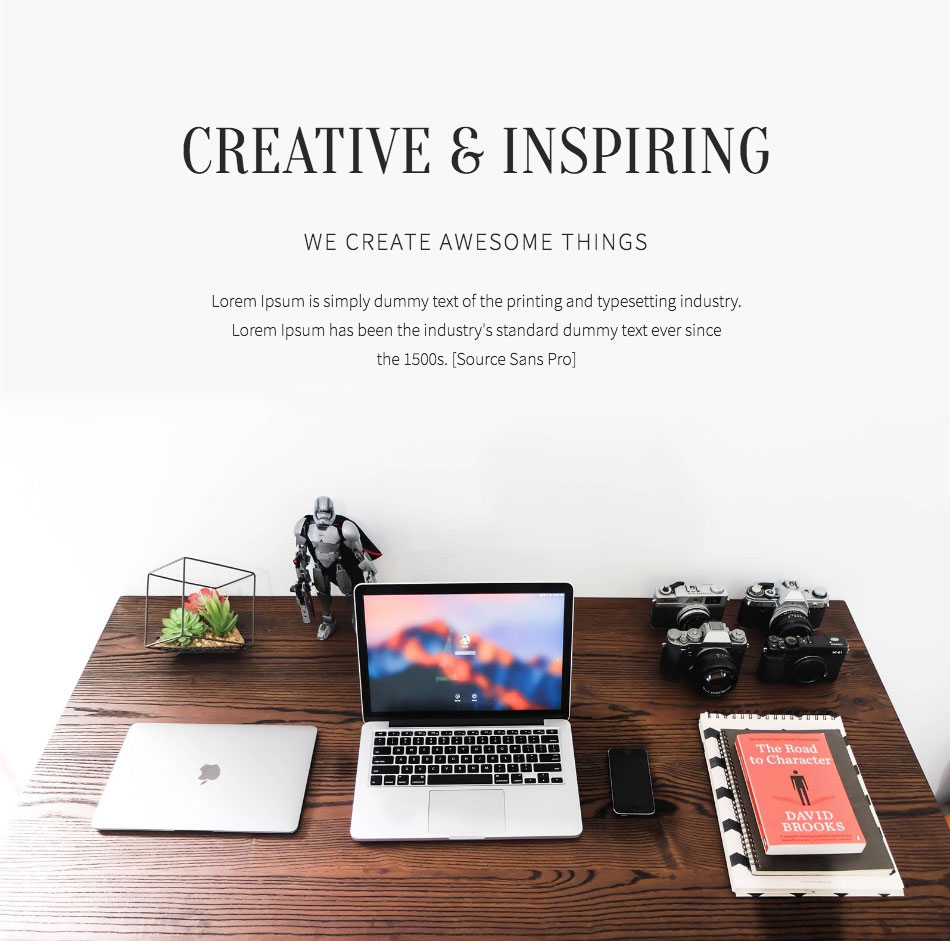 CREATIVE & INSPIRING
WE CREATE AWESOME THINGS
Lorem Ipsum is simply dummy text of the printing and typesetting industry.
Lorem Ipsum has been the industry's standard dummy text ever since
the 1500s. [Source Sans Pro]
The Road
to Character
DAVID
BROOKS